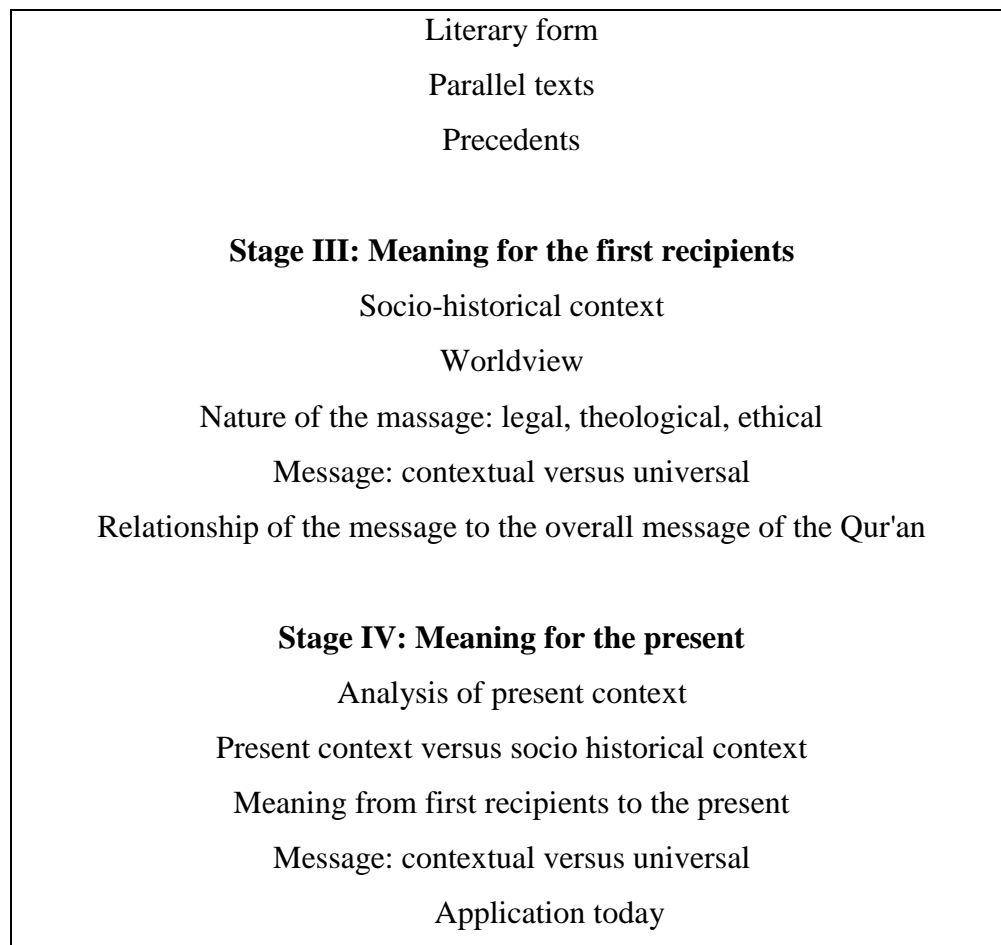 Literary form
Parallel texts
Precedents
Stage III: Meaning for the first recipients
Socio-historical context
Worldview
Nature of the massage: legal, theological, ethical
Message: contextual versus universal
Relationship of the message to the overall message of the Qur'an
Stage IV: Meaning for the present
Analysis of present context
Present context versus socio historical context
Meaning from first recipients to the present
Message: contextual versus universal
Application today